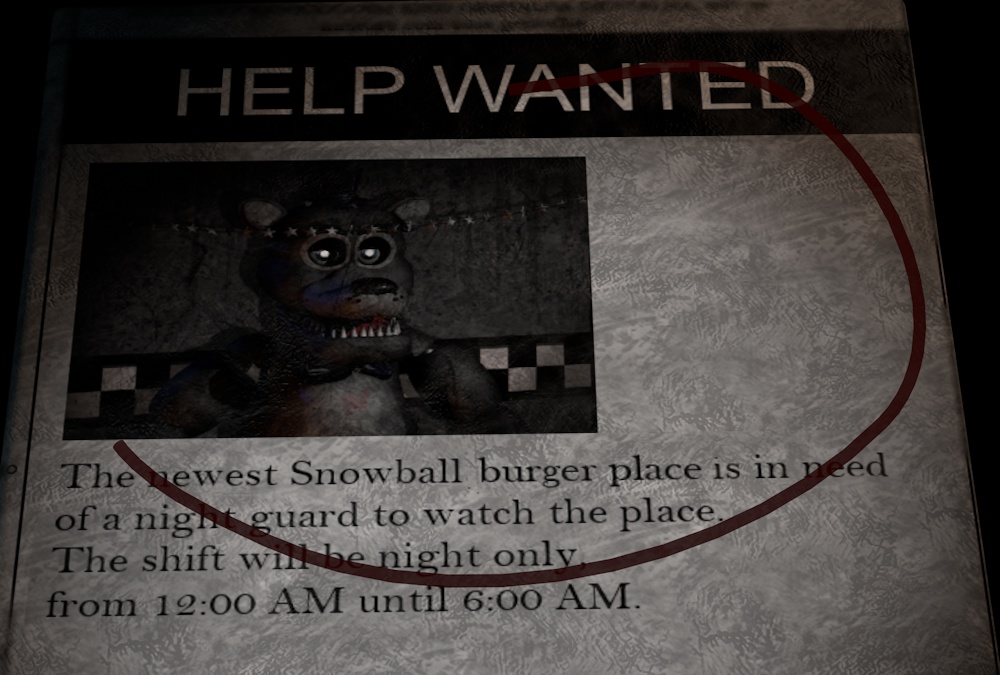 HELP WANTED
The newest Snowball burger place is in need
of a night guard to watch the place.
The shift will be night only,
from 12:00 AM until 6:00 AM.